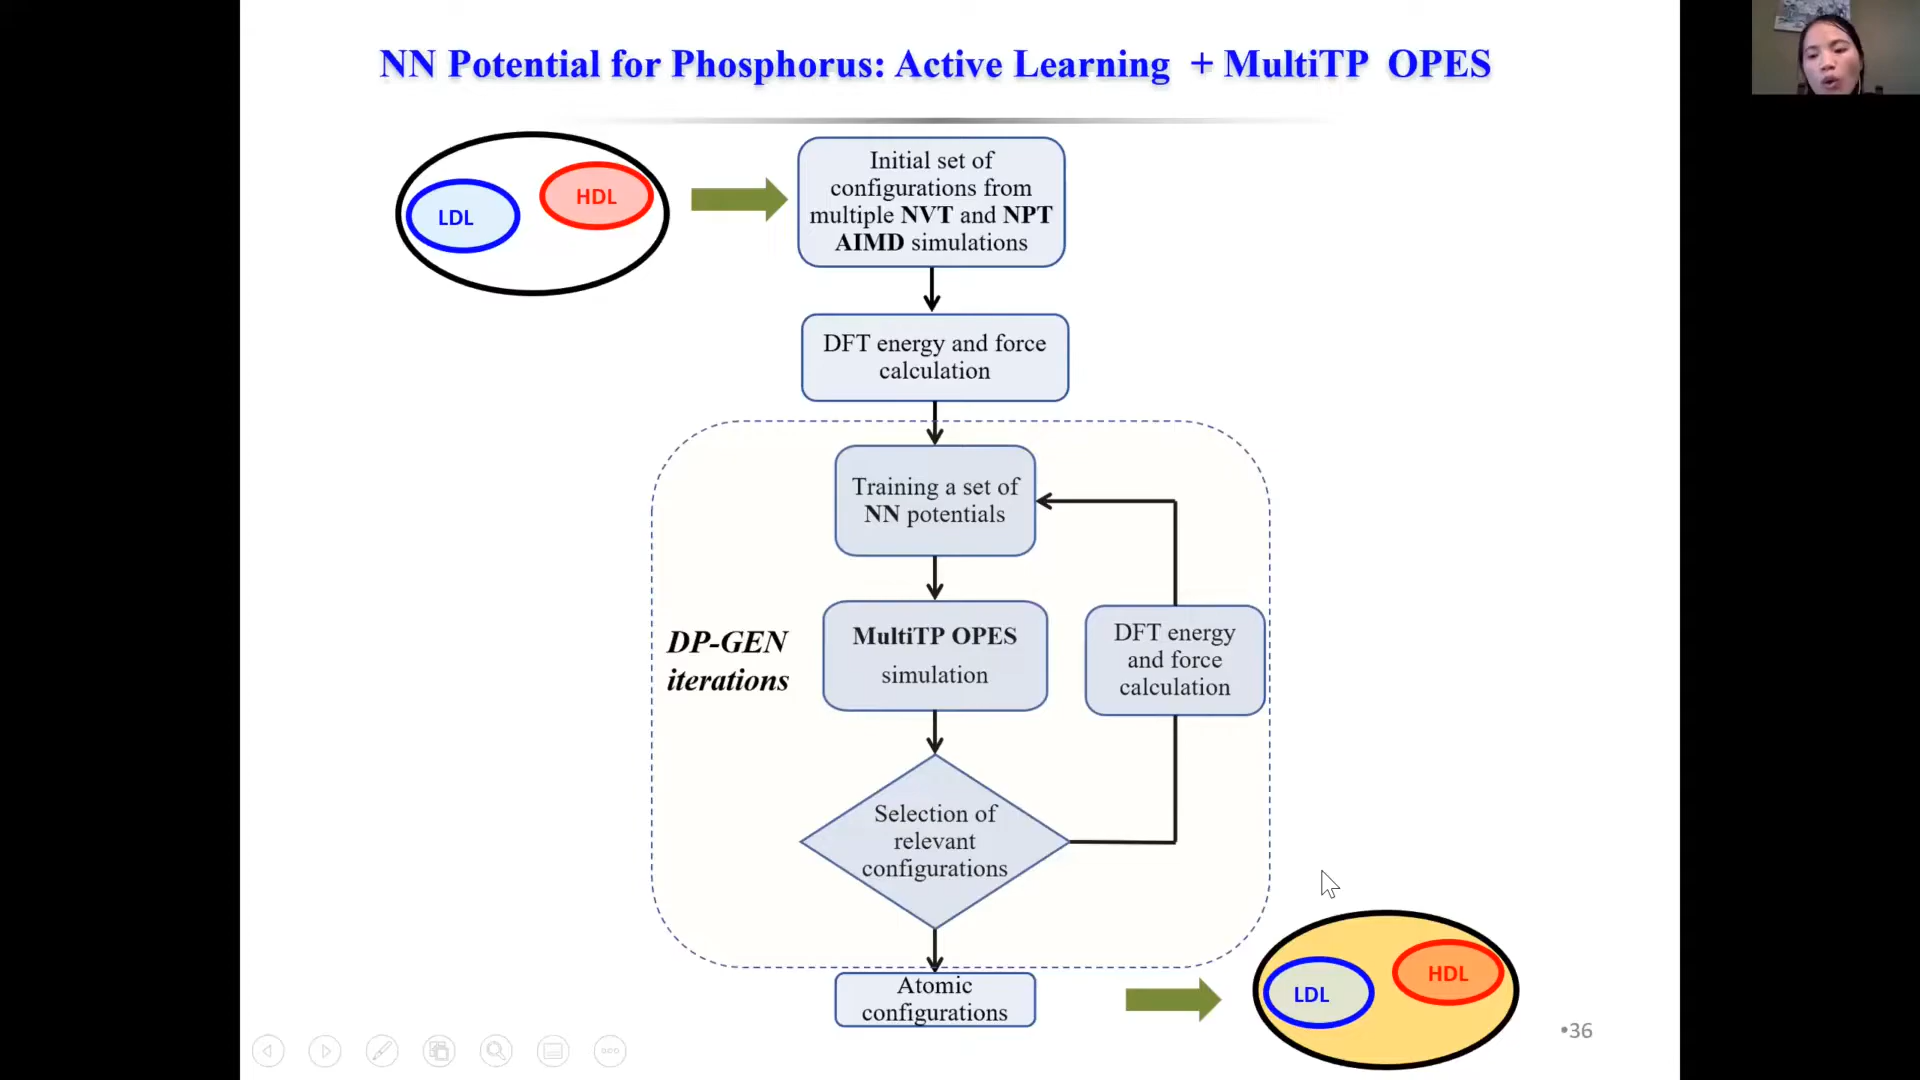 NN Potential for Phosphorus: Active Learning + MultiTP OPES
LDL
HDL
Initial set of
configurations from
multiple NVT and NPT
AIMD simulations
DFT energy and force
calculation
Training a set of
NN potentials
DP-GEN
iterations
MultiTP OPES
simulation
DFT energy
and force
calculation
Selection of
relevant
configurations
Atomic
configurations
LDL
HDL
•36